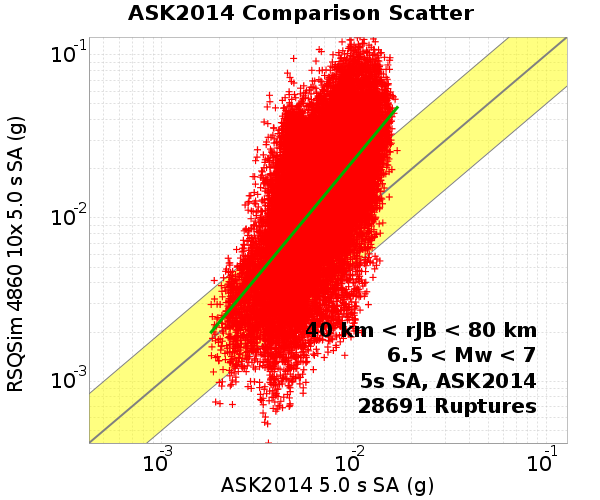 ASK2014 Comparison Scatter
RSQSim 4860 10x 5.0 s SA (g)
10-1
10-2
10-3
40 km < rJB < 80 km
6.5 < Mw < 7
5s SA, ASK2014
28691 Ruptures
10-3 10-2 10-1
ASK2014 5.0 s SA (g)